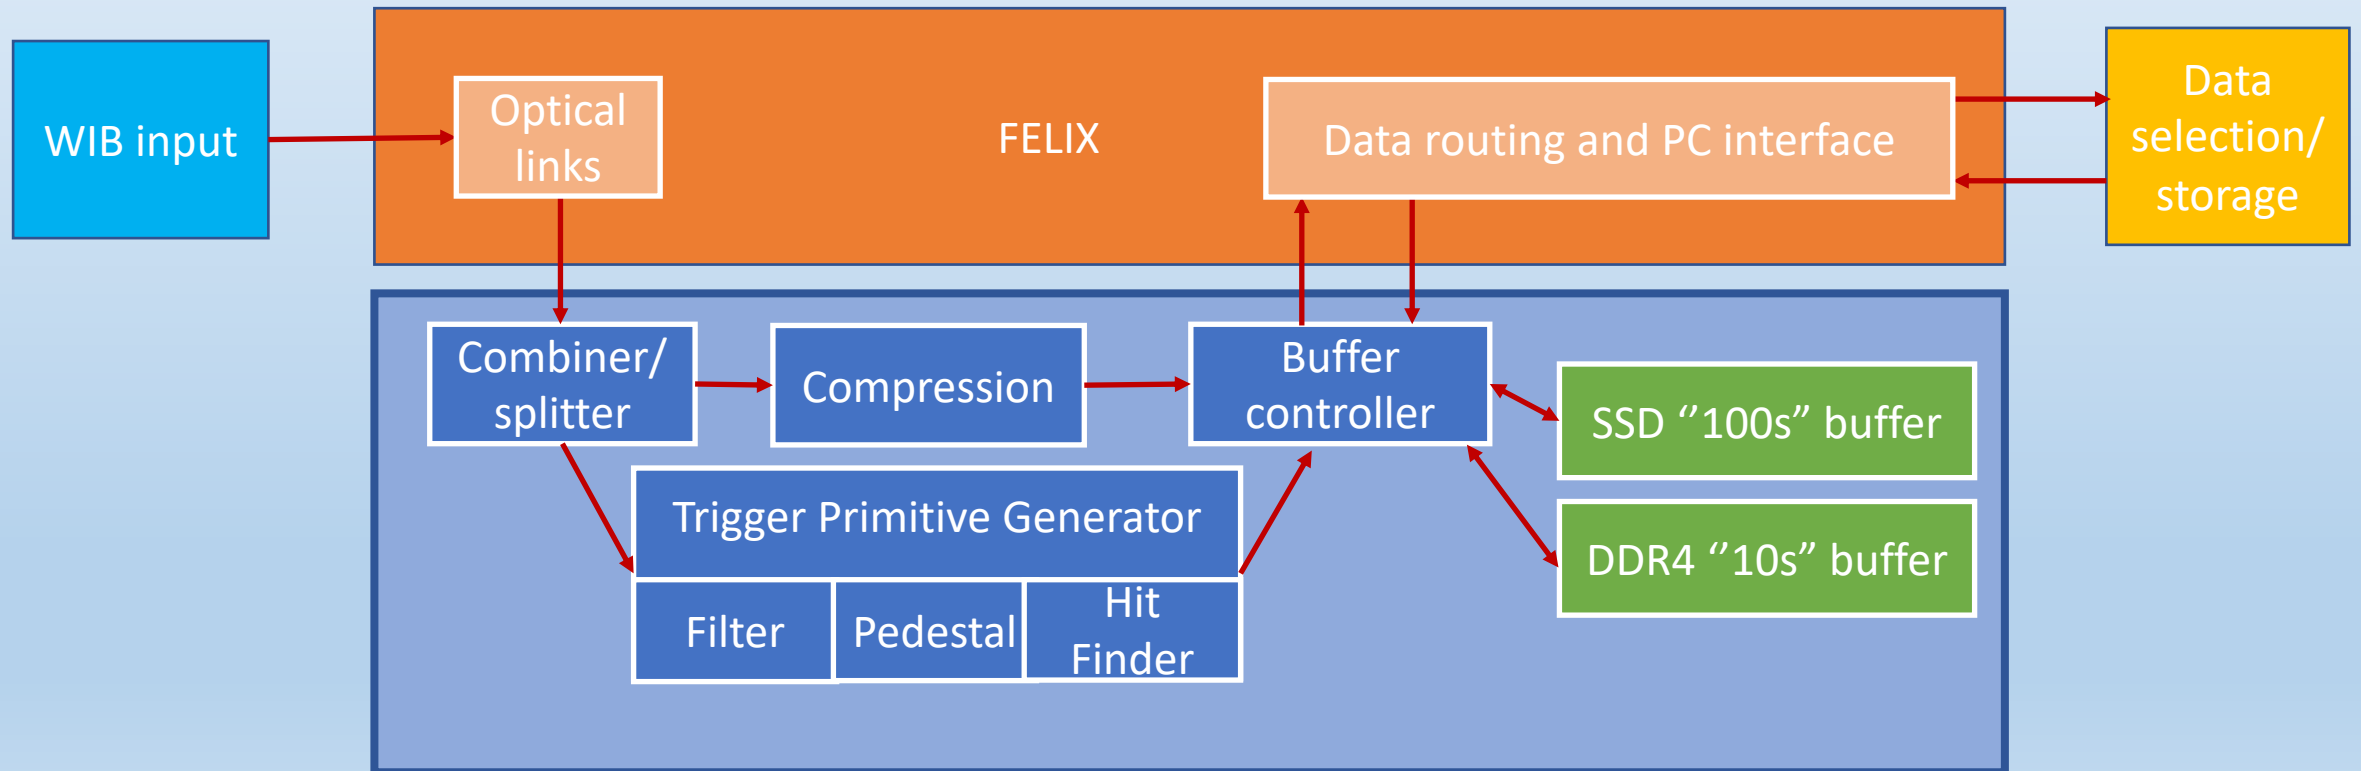 WIB input
Optical
links
FELIX
Data routing and PC interface
Data
selection/
storage
Combiner/
splitter
Compression
Buffer
controller
SSD “100s” buffer
DDR4 “10s” buffer
Trigger Primitive Generator
Filter
Pedestal
Hit
Finder